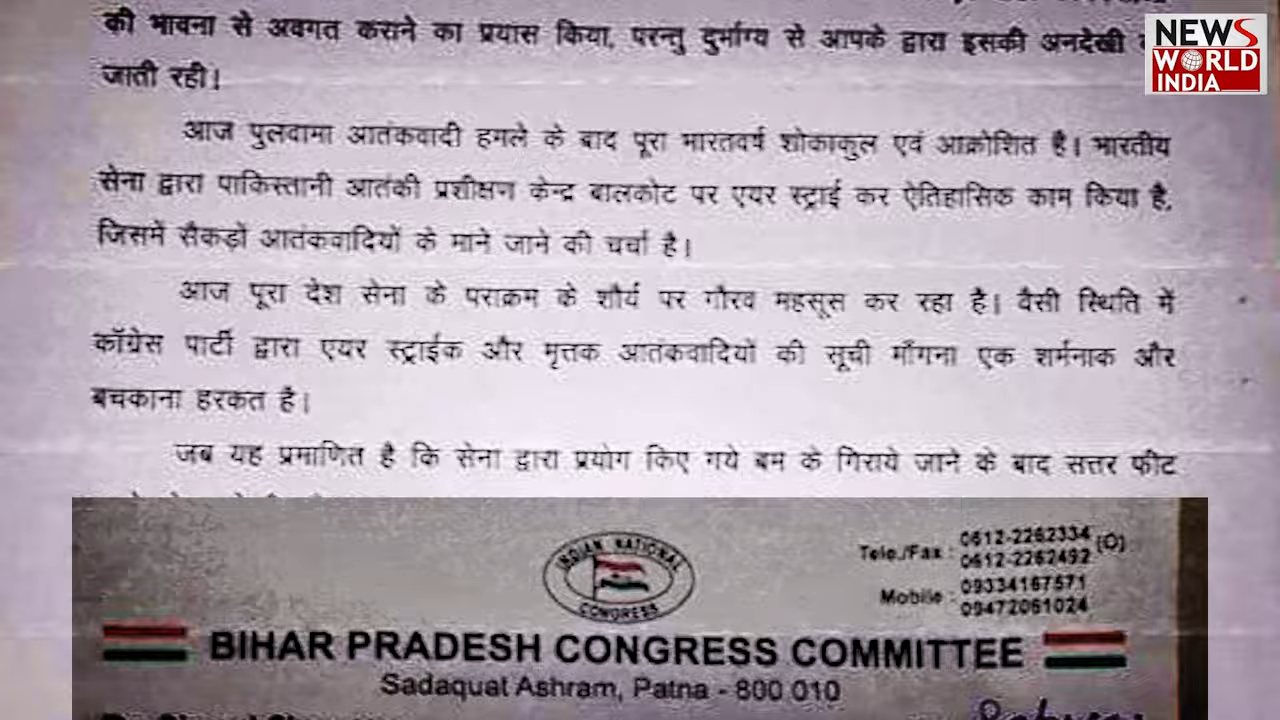 की भावना से अवगत कराने का प्रयास किया, परन्तु दुर्भाग्य से आपके द्वारा इसकी अनदेखी
NEWS
WORLD
INDIA
जाती रही।
आज पुलवामा आतंकवादी हमले के बाद पूरा भारतवर्ष शोकाकुल एवं आक्रोशित है। भारतीय
सेना द्वारा पाकिस्तानी आतंकी प्रशीक्षण केन्द्र बालकोट पर एयर स्ट्राई कर ऐतिहासिक काम किया है,
जिसमें सैकड़ों आतंकवादियों के माने जाने की चर्चा है।
आज पूरा देश सेना के पराक्रम के शौर्य पर गौरव महसूस कर रहा है। वैसी स्थिति में
कॉंग्रेस पार्टी द्वारा एयर स्ट्राईक और मृत्तक आतंकवादियों की सूची माँगना एक शर्मनाक और
बचकाना हरकत है।
जब यह प्रमाणित है कि सेना द्वारा प्रयोग किए गये बम के गिराये जाने के बाद सत्तर फीट
INDIAN NATIONAL
CONGRESS
Tele./Fax : 0612-2262334 (O)
0612-2262492
Mobile : 09334167571
09472061024
BIHAR PRADESH CONGRESS COMMITTEE
Sadaquat Ashram, Patna - 800 010